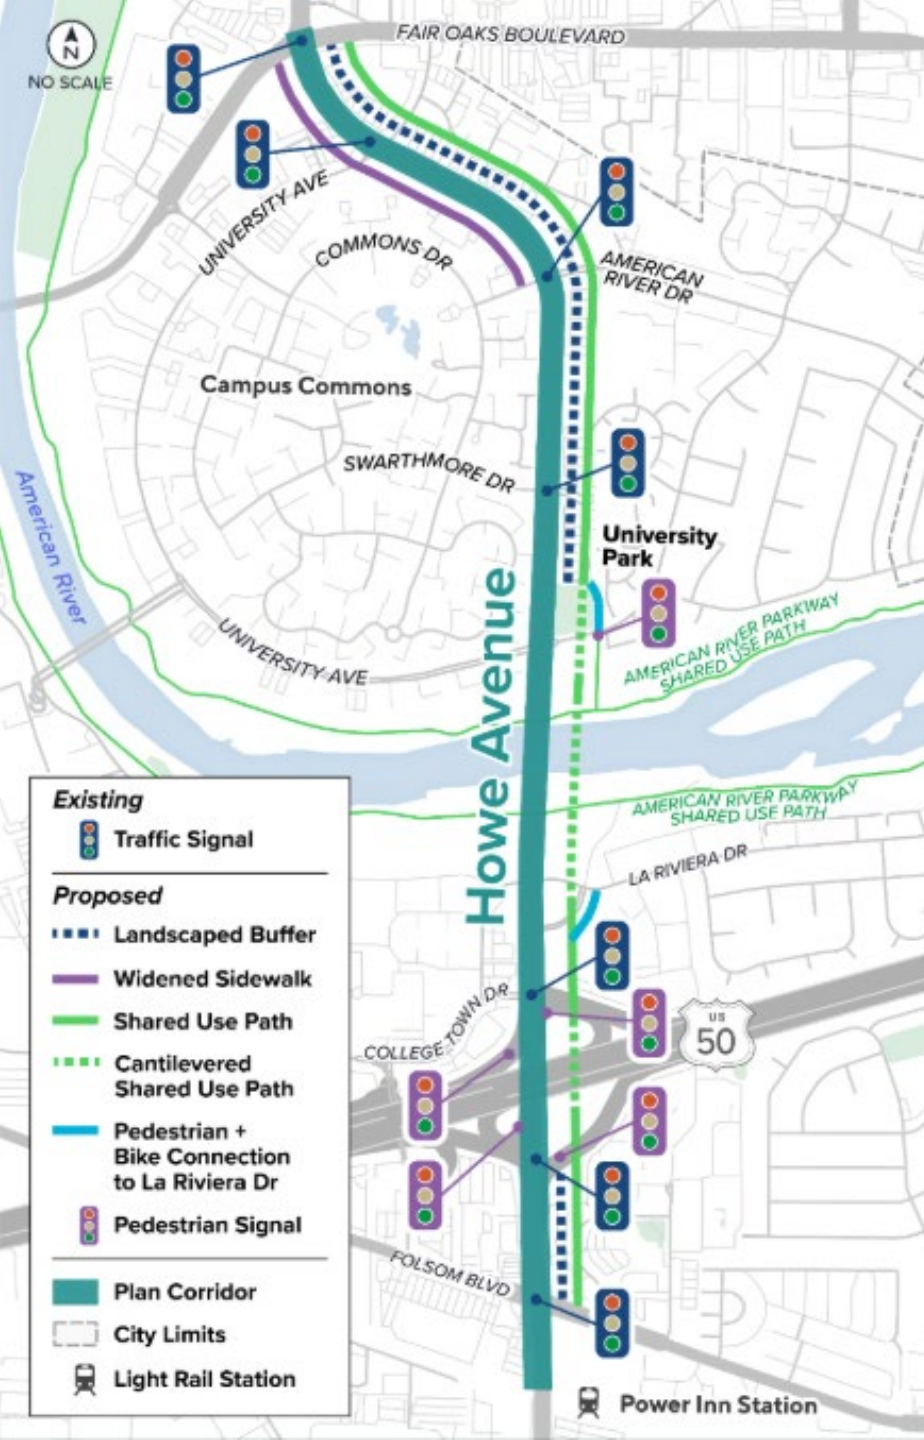 N
NO SCALE
FAIR OAKS BOULEVARD
UNIVERSITY AVE
COMMONS DR
AMERICAN
RIVER DR
Campus Commons
SWARTHMORE DR
American River
University
Park
Howe Avenue
UNIVERSITY AVE
AMERICAN RIVER PARKWAY
SHARED USE PATH
AMERICAN RIVER PARKWAY
SHARED USE PATH
LA RIVIERA DR
COLLEGE TOWN DR
US
50
FOLSOM BLVD
Power Inn Station
Existing
Traffic Signal
Proposed
Landscaped Buffer
Widened Sidewalk
Shared Use Path
Cantilevered
Shared Use Path
Pedestrian +
Bike Connection
to La Riviera Dr
Pedestrian Signal
Plan Corridor
City Limits
Light Rail Station